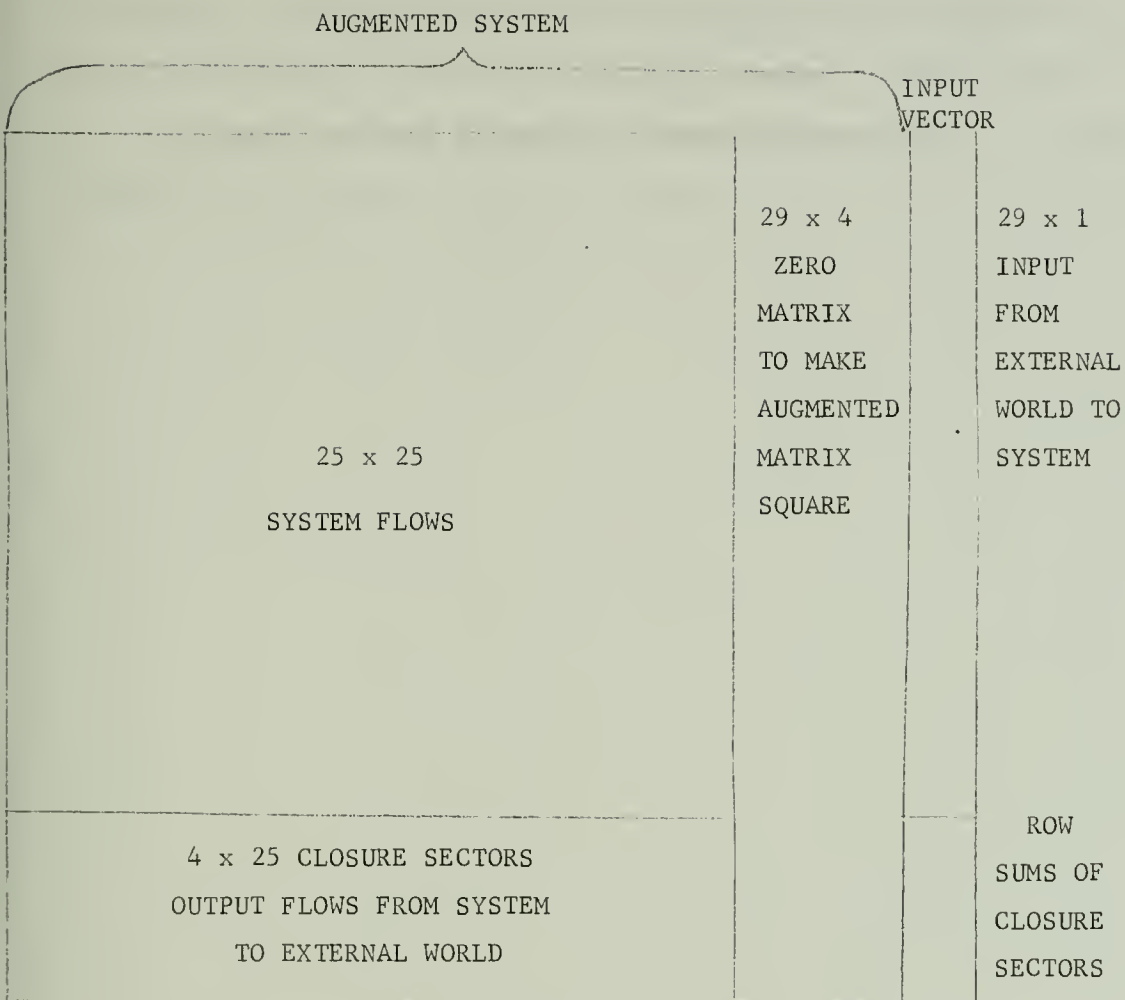 AUGMENTED SYSTEM
INPUT
VECTOR
29 x 4
ZERO
MATRIX
TO MAKE
AUGMENTED
MATRIX
SQUARE
29 x 1
INPUT
FROM
EXTERNAL
WORLD TO
SYSTEM
25 x 25
SYSTEM FLOWS
4 x 25 CLOSURE SECTORS
OUTPUT FLOWS FROM SYSTEM
TO EXTERNAL WORLD
ROW
SUMS OF
CLOSURE
SECTORS